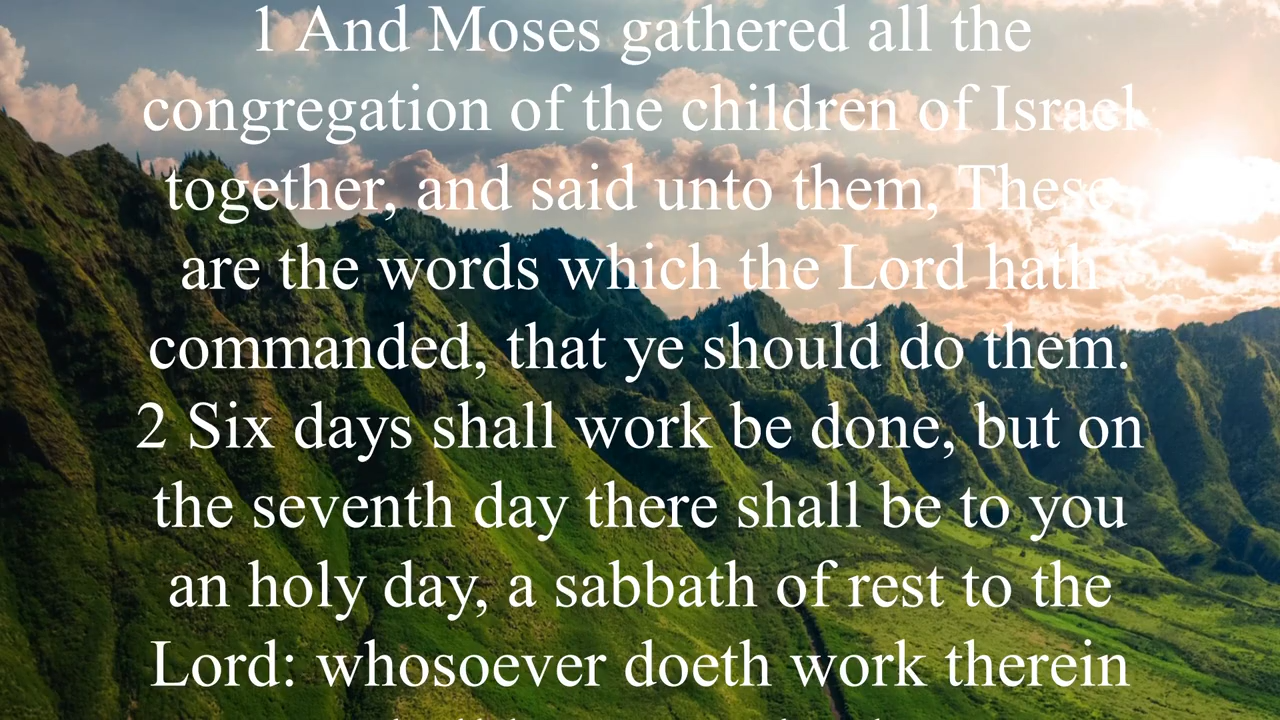 1 And Moses gathered all the
congregation of the children of Israel
together, and said unto them, These
are the words which the Lord hath
commanded, that ye should do them.
2 Six days shall work be done, but on
the seventh day there shall be to you
an holy day, a sabbath of rest to the
Lord: whosoever doeth work therein